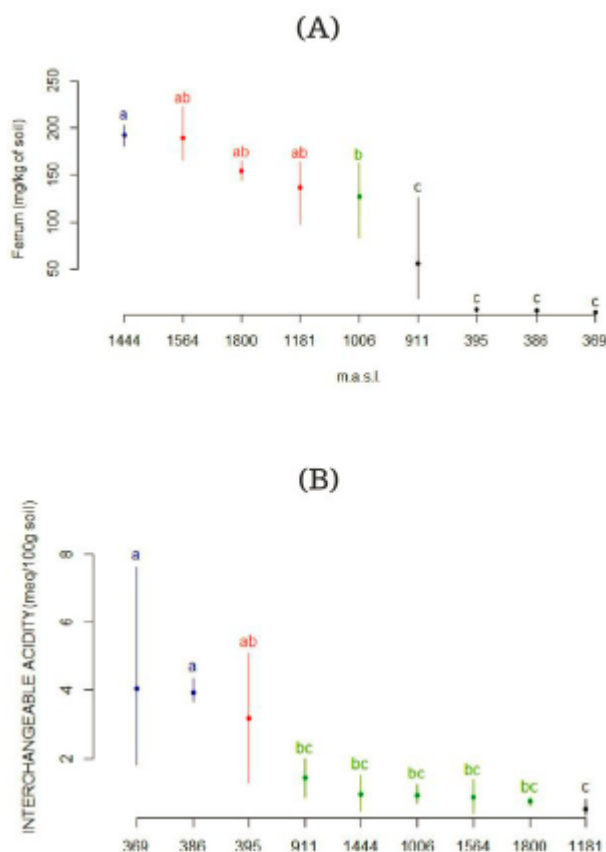 (A)
Ferrum (mg/kg of soil)
250
200
150
100
50
a
ab
ab
ab
b
c
c
c
c
1444 1564 1800 1181 1006 911 395 386 369
m.a.s.l.
(B)
INTERCHANGEABLE ACIDITY (meq/100g soil)
8
6
4
2
a
a
ab
bc
bc
bc
bc
bc
c
369 386 395 911 1444 1006 1564 1800 1181